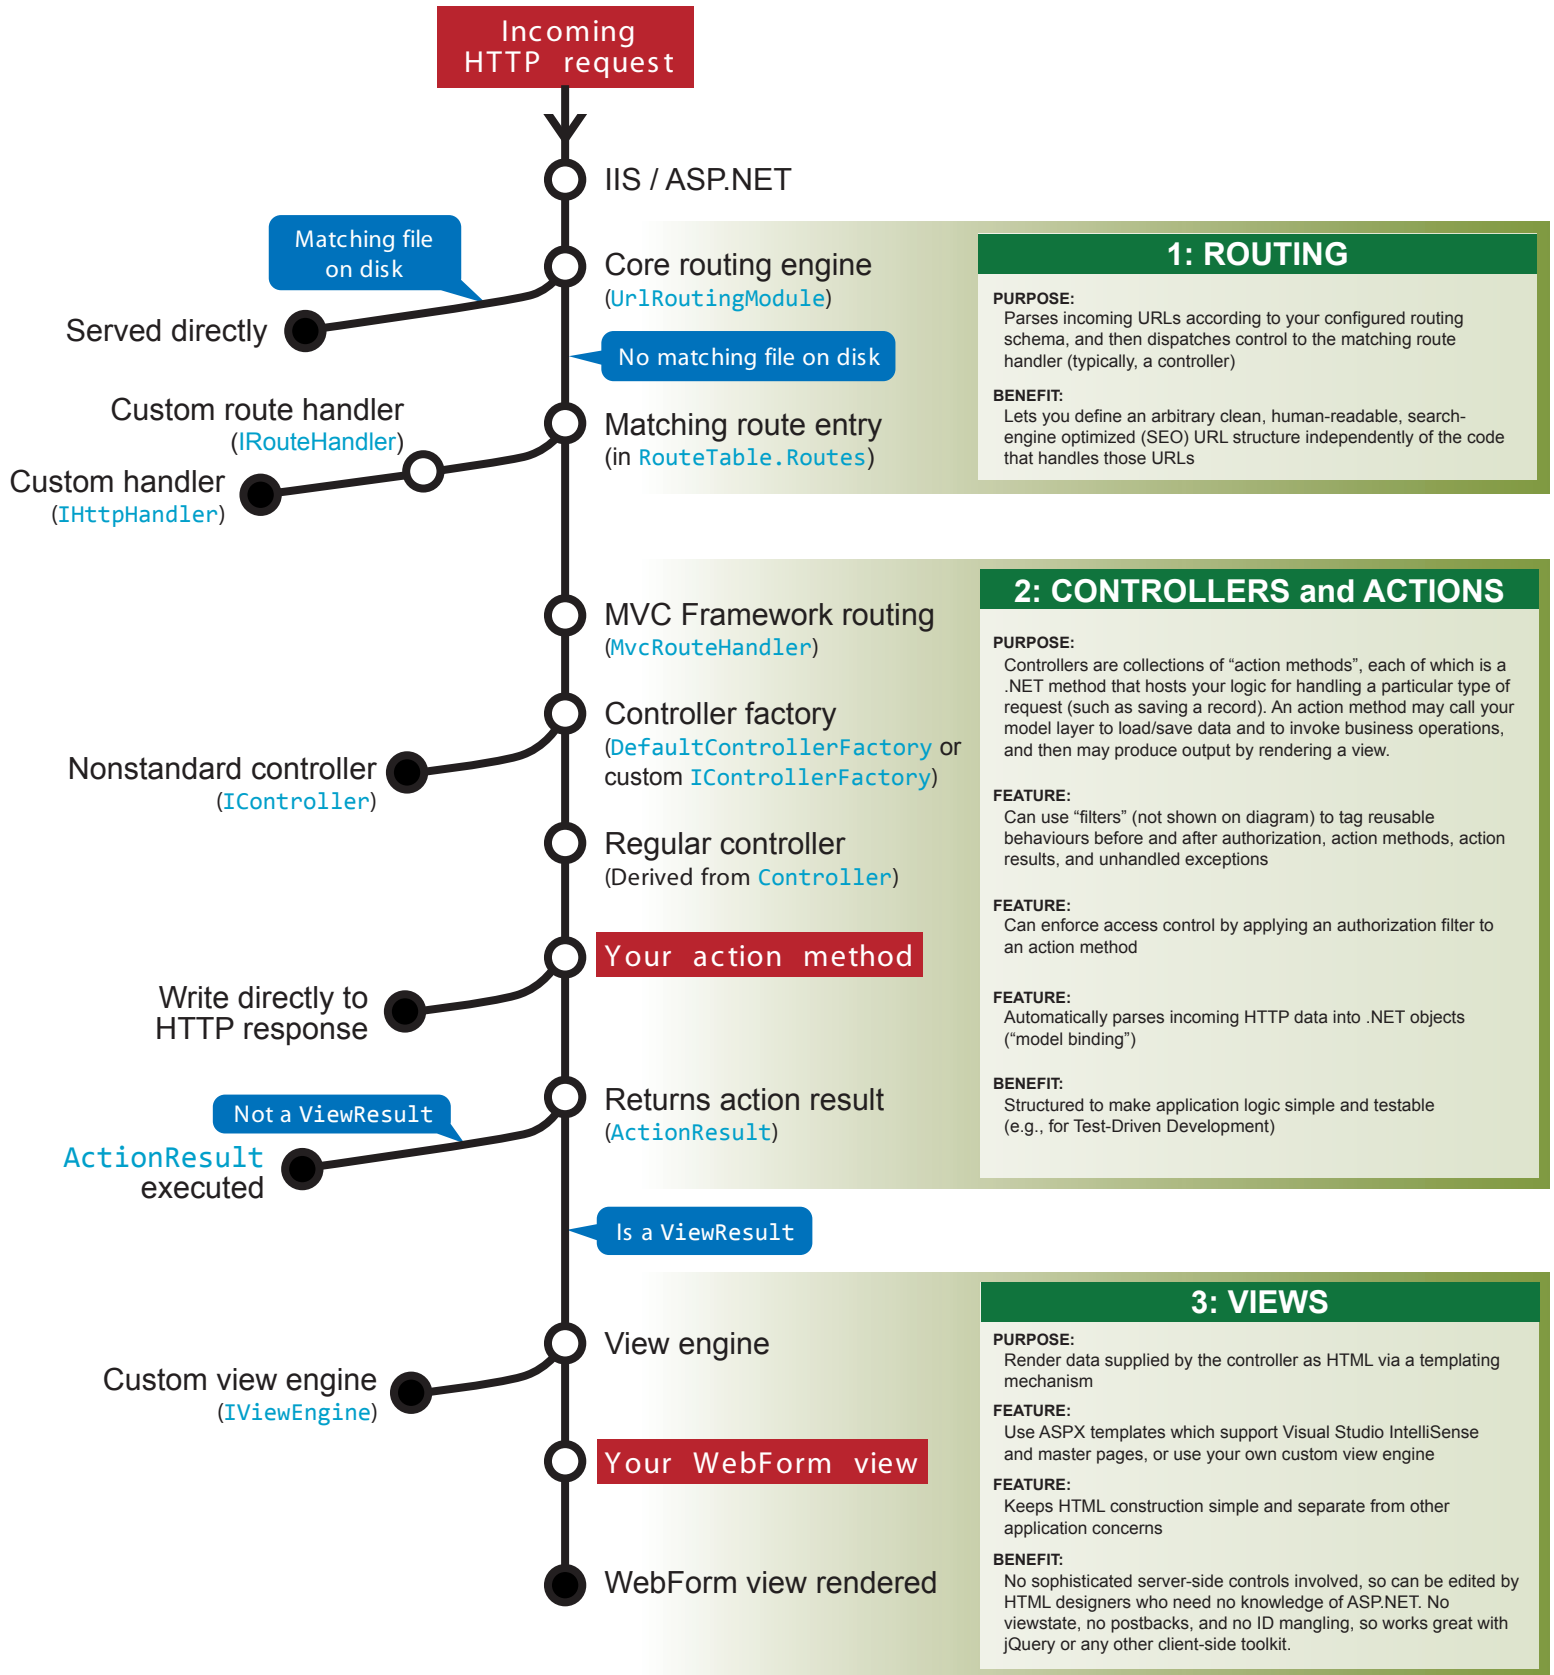 Incoming
HTTP request
IIS / ASP.NET
Matching file
on disk
Core routing engine
(UrlRoutingModule)
Served directly
No matching file on disk
Custom route handler
(IRouteHandler)
Matching route entry
(in RouteTable.Routes)
Custom handler
(IHttpHandler)
1: ROUTING
PURPOSE:
Parses incoming URLs according to your configured routing
schema, and then dispatches control to the matching route
handler (typically, a controller)
BENEFIT:
Lets you define an arbitrary clean, human-readable, search-
engine optimized (SEO) URL structure independently of the code
that handles those URLs
MVC Framework routing
(MvcRouteHandler)
Controller factory
(DefaultControllerFactory or
custom IControllerFactory)
Nonstandard controller
(IController)
Regular controller
(Derived from Controller)
Your action method
Write directly to
HTTP response
Returns action result
(ActionResult)
Not a ViewResult
ActionResult
executed
2: CONTROLLERS and ACTIONS
PURPOSE:
Controllers are collections of “action methods”, each of which is a
.NET method that hosts your logic for handling a particular type of
request (such as saving a record). An action method may call your
model layer to load/save data and to invoke business operations,
and then may produce output by rendering a view.
FEATURE:
Can use “filters” (not shown on diagram) to tag reusable
behaviours before and after authorization, action methods, action
results, and unhandled exceptions
FEATURE:
Can enforce access control by applying an authorization filter to
an action method
FEATURE:
Automatically parses incoming HTTP data into .NET objects
(“model binding”)
BENEFIT:
Structured to make application logic simple and testable
(e.g., for Test-Driven Development)
Is a ViewResult
View engine
Custom view engine
(IViewEngine)
Your WebForm view
WebForm view rendered
3: VIEWS
PURPOSE:
Render data supplied by the controller as HTML via a templating
mechanism
FEATURE:
Use ASPX templates which support Visual Studio IntelliSense
and master pages, or use your own custom view engine
FEATURE:
Keeps HTML construction simple and separate from other
application concerns
BENEFIT:
No sophisticated server-side controls involved, so can be edited by
HTML designers who need no knowledge of ASP.NET. No
viewstate, no postbacks, and no ID mangling, so works great with
jQuery or any other client-side toolkit.